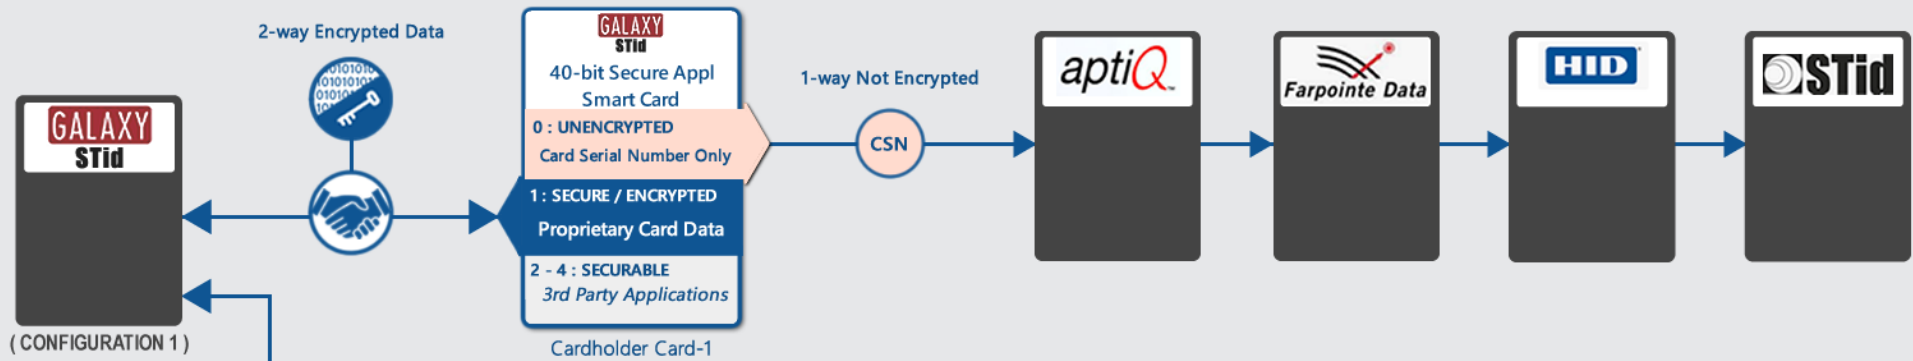 2-way Encrypted Data
GALAXY
STid
GALAXY
STid
40-bit Secure Appl
Smart Card
0 : UNENCRYPTED
Card Serial Number Only
1 : SECURE / ENCRYPTED
Proprietary Card Data
2 - 4 : SECURABLE
3rd Party Applications
Cardholder Card-1
( CONFIGURATION 1 )
1-way Not Encrypted
CSN
aptiQ™
Farpointe Data
HID
STid